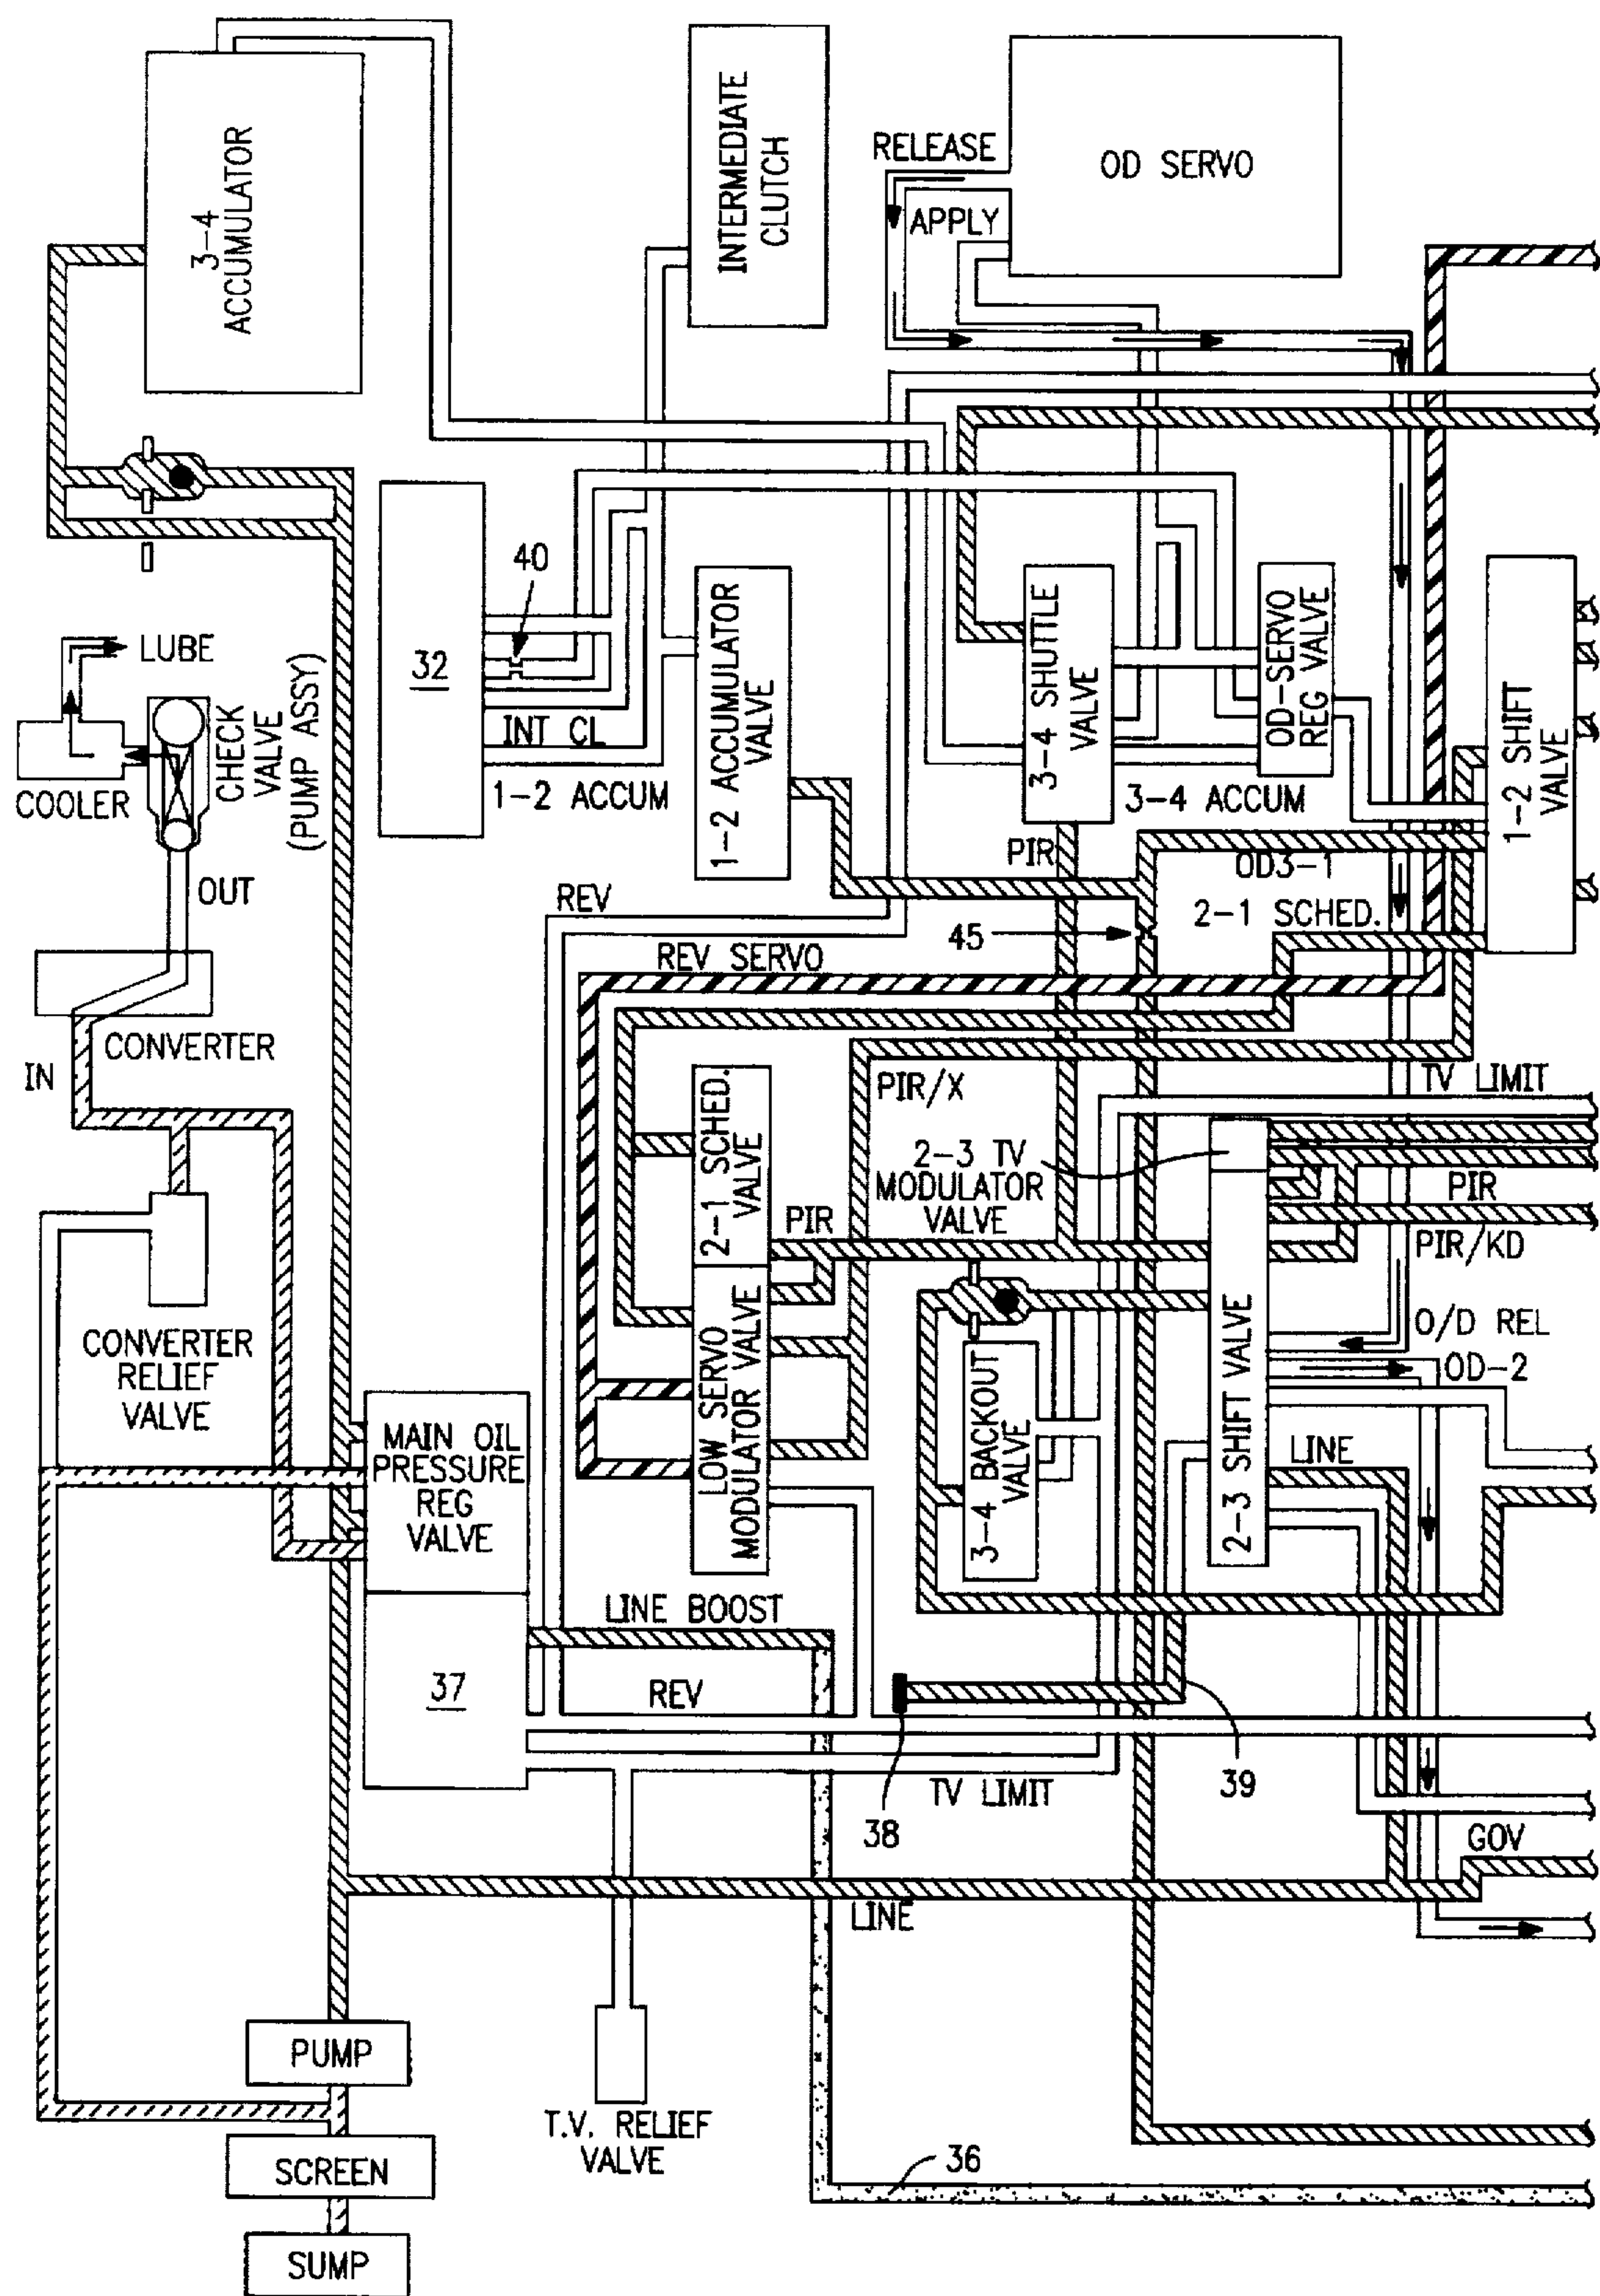 3-4
ACCUMULATOR
INTERMEDIATE
CLUTCH
OD SERVO
RELEASE
APPLY
40
32
INT CL
1-2 ACCUM
1-2 ACCUMULATOR
VALVE
3-4 SHUTTLE
VALVE
OD-SERVO
REG VALVE
3-4 ACCUM
1-2 SHIFT
VALVE
LUBE
COOLER
CHECK
VALVE
(PUMP ASSY)
OUT
CONVERTER
IN
PIR
OD3-1
2-1 SCHED.
45
REV
REV SERVO
PIR/X
TV LIMIT
2-1 SCHED.
VALVE
LOW SERVO
MODULATOR VALVE
PIR
2-3 TV
MODULATOR
VALVE
PIR
PIR/KD
O/D REL
OD-2
LINE
2-3 SHIFT VALVE
3-4 BACKOUT
VALVE
CONVERTER
RELIEF
VALVE
MAIN OIL
PRESSURE
REG
VALVE
37
LINE BOOST
REV
TV LIMIT
38
39
GOV
LINE
PUMP
SCREEN
SUMP
T.V. RELIEF
VALVE
36